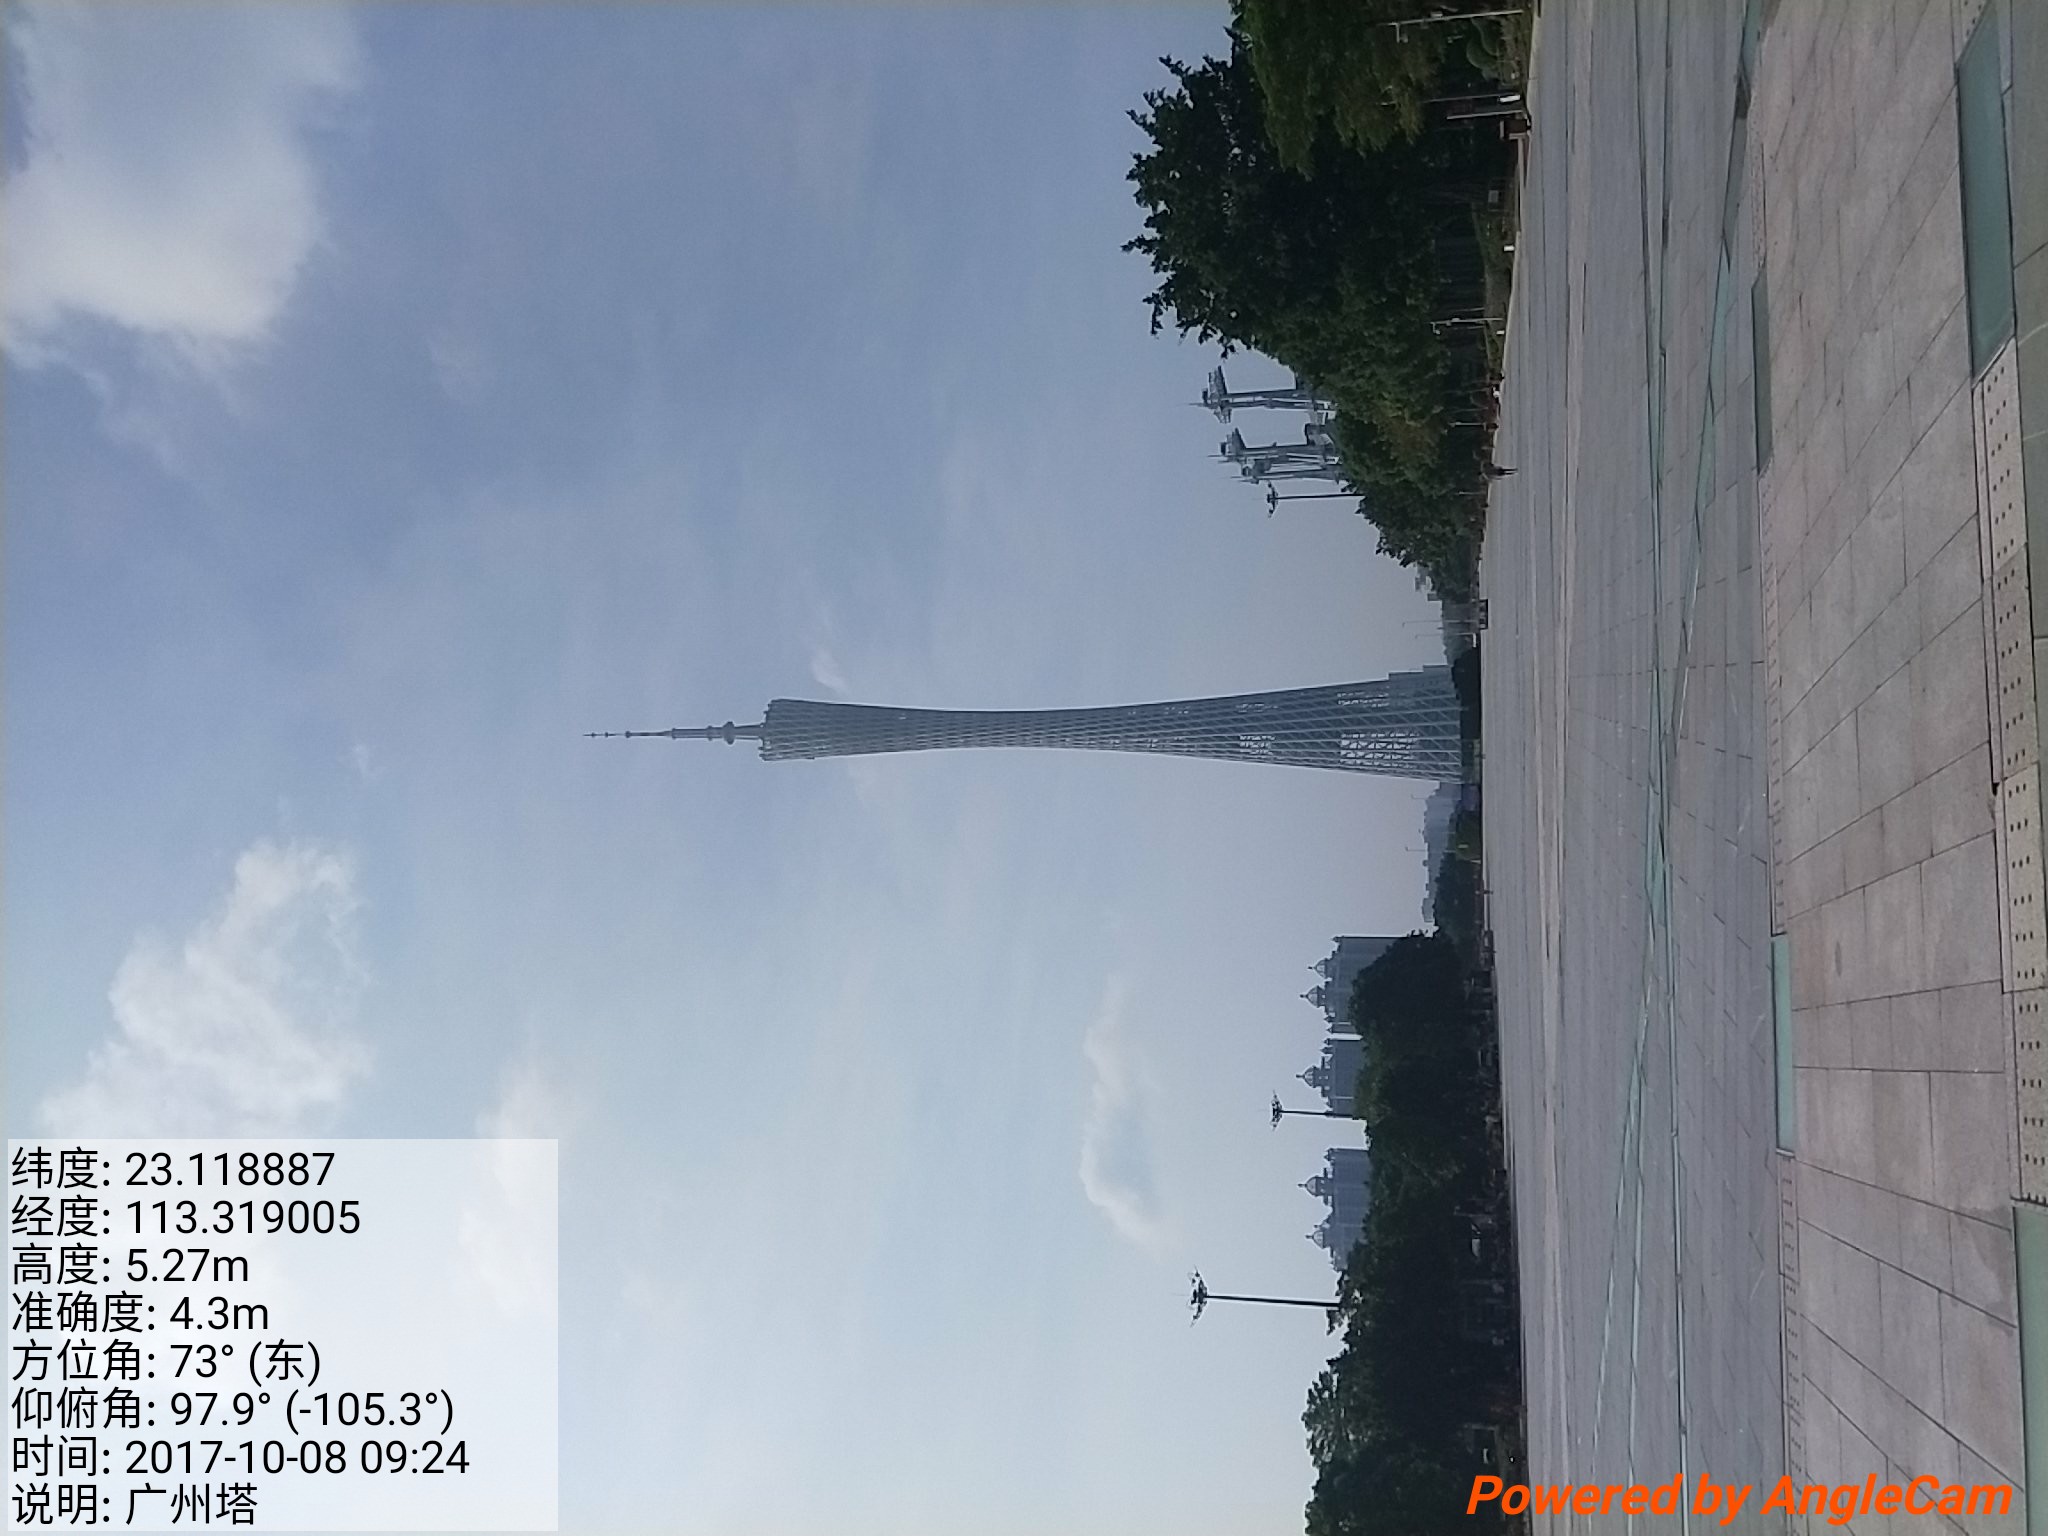 纬度: 23.118887
经度: 113.319005
高度: 5.27m
准确度: 4.3m
方位角: 73° (东)
仰俯角: 97.9° (-105.3°)
时间: 2017-10-08 09:24
说明: 广州塔
Powered by AngleCam